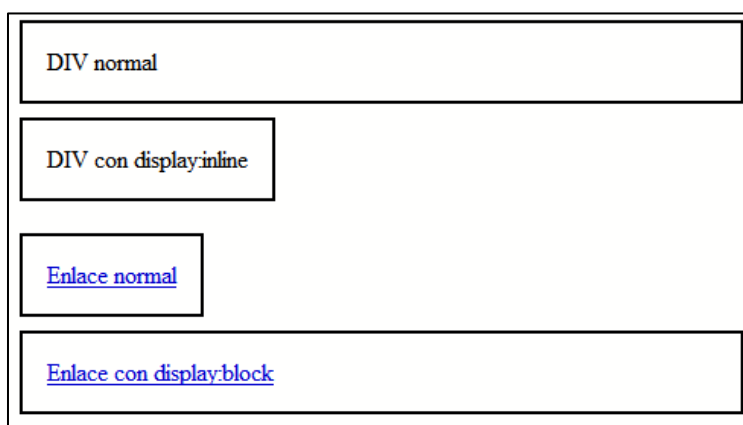 DIV normal
DIV con display:inline
Enlace normal
Enlace con display:block